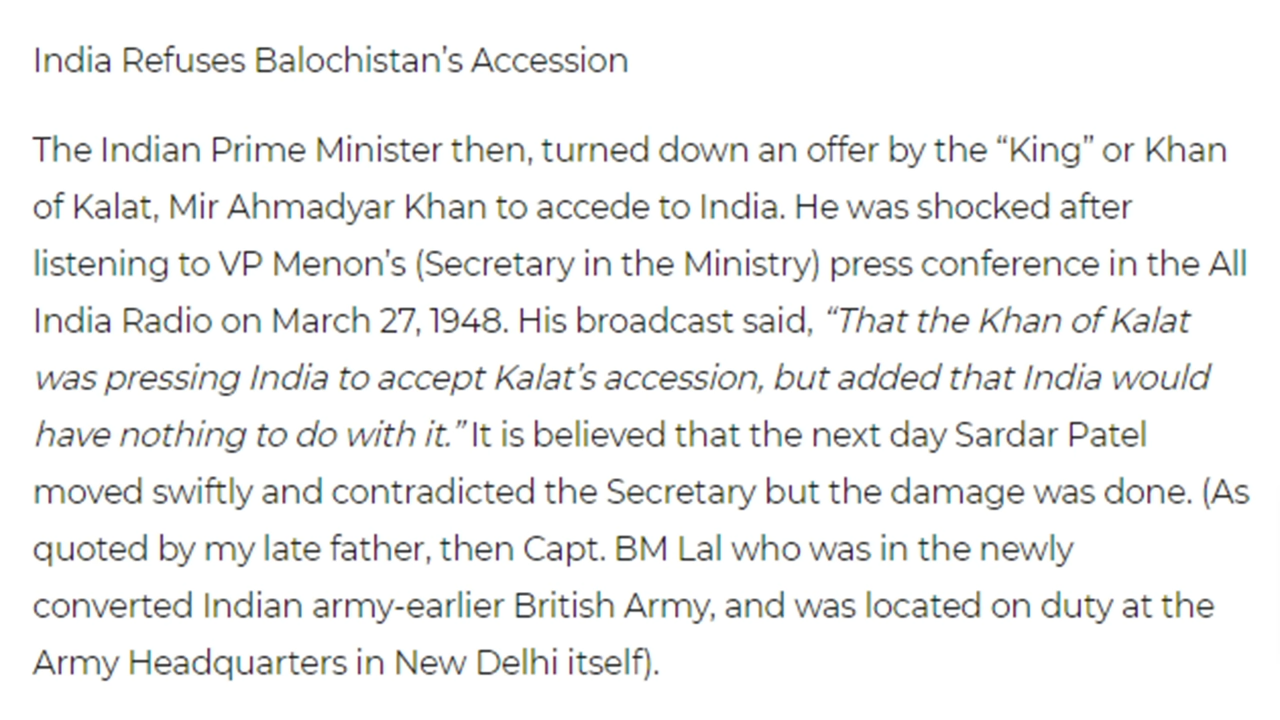 India Refuses Balochistan’s Accession
The Indian Prime Minister then, turned down an offer by the “King” or Khan
of Kalat, Mir Ahmadyar Khan to accede to India. He was shocked after
listening to VP Menon’s (Secretary in the Ministry) press conference in the All
India Radio on March 27, 1948. His broadcast said, “That the Khan of Kalat
was pressing India to accept Kalat’s accession, but added that India would
have nothing to do with it.” It is believed that the next day Sardar Patel
moved swiftly and contradicted the Secretary but the damage was done. (As
quoted by my late father, then Capt. BM Lal who was in the newly
converted Indian army-earlier British Army, and was located on duty at the
Army Headquarters in New Delhi itself).